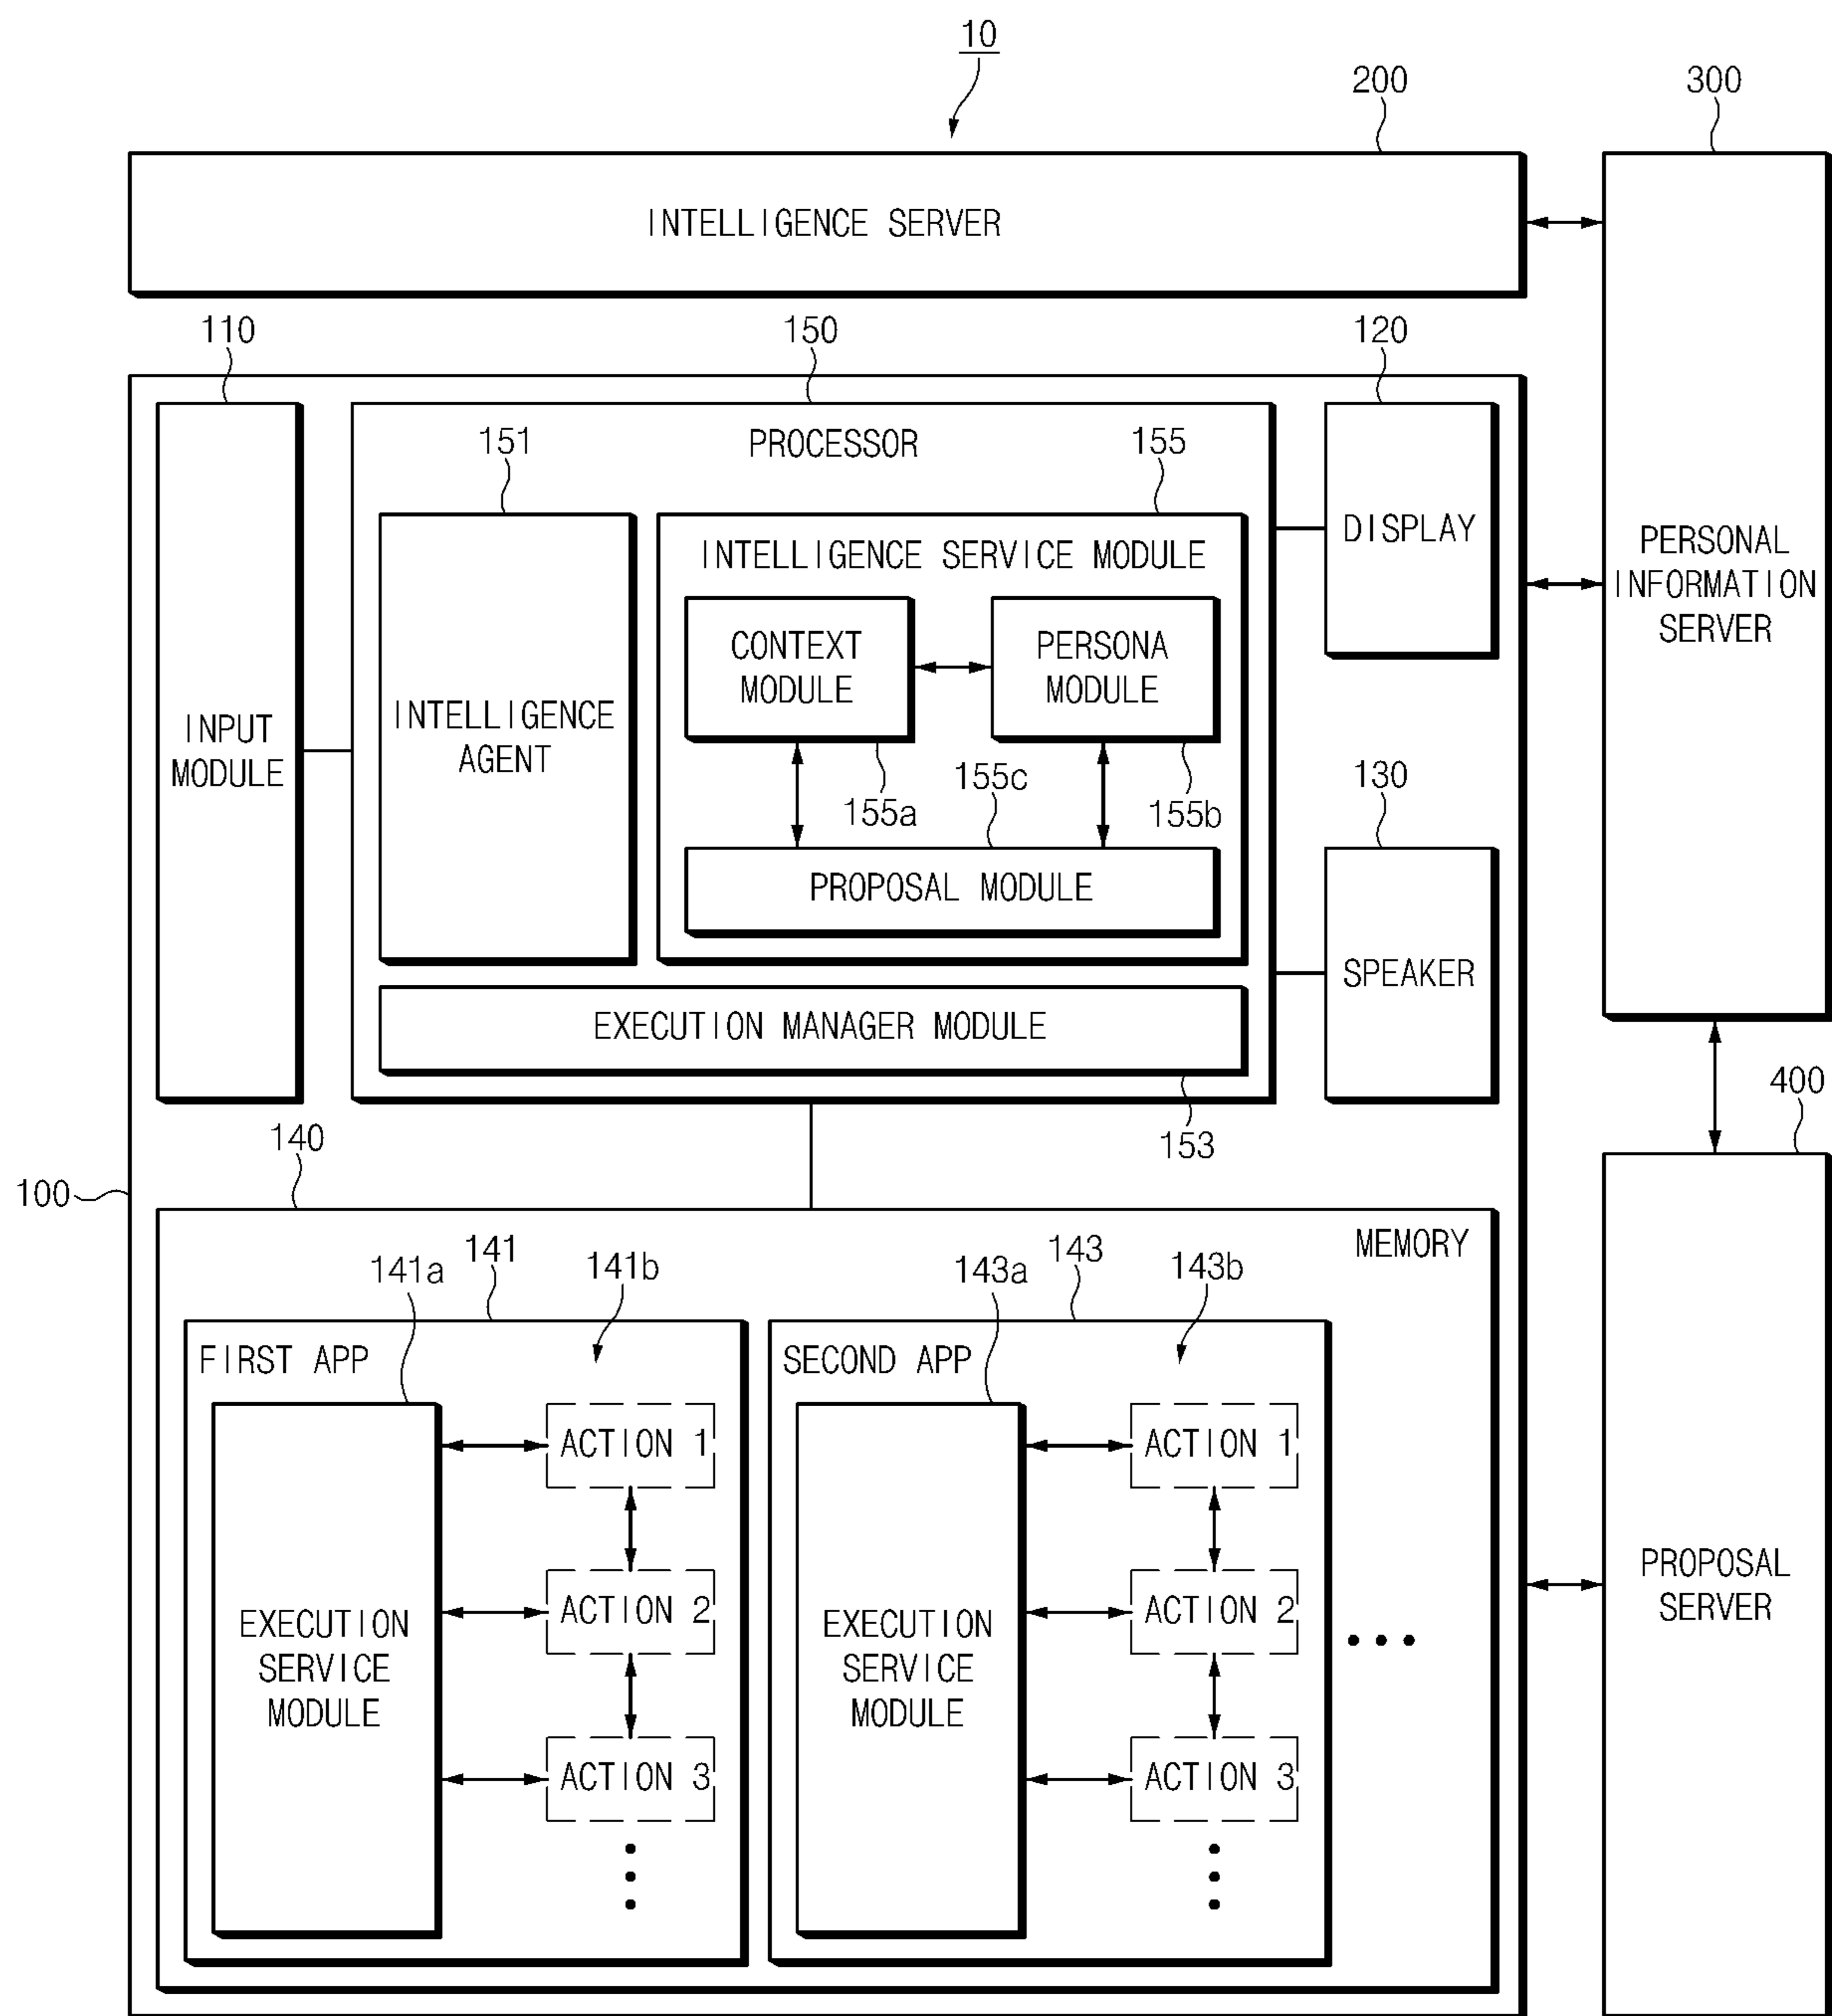 10
200
300
INTELLIGENCE SERVER
110
150
120
151
PROCESSOR
155
DISPLAY
INTELLIGENCE SERVICE MODULE
PERSONAL
INFORMATION
SERVER
CONTEXT
MODULE
PERSONA
MODULE
INPUT
MODULE
INTELLIGENCE
AGENT
155a
155c
155b
130
PROPOSAL MODULE
SPEAKER
EXECUTION MANAGER MODULE
153
400
100
140
MEMORY
141a
141
141b
143a
143
143b
FIRST APP
SECOND APP
ACTION 1
ACTION 1
ACTION 2
ACTION 2
EXECUTION
SERVICE
MODULE
EXECUTION
SERVICE
MODULE
PROPOSAL
SERVER
ACTION 3
ACTION 3